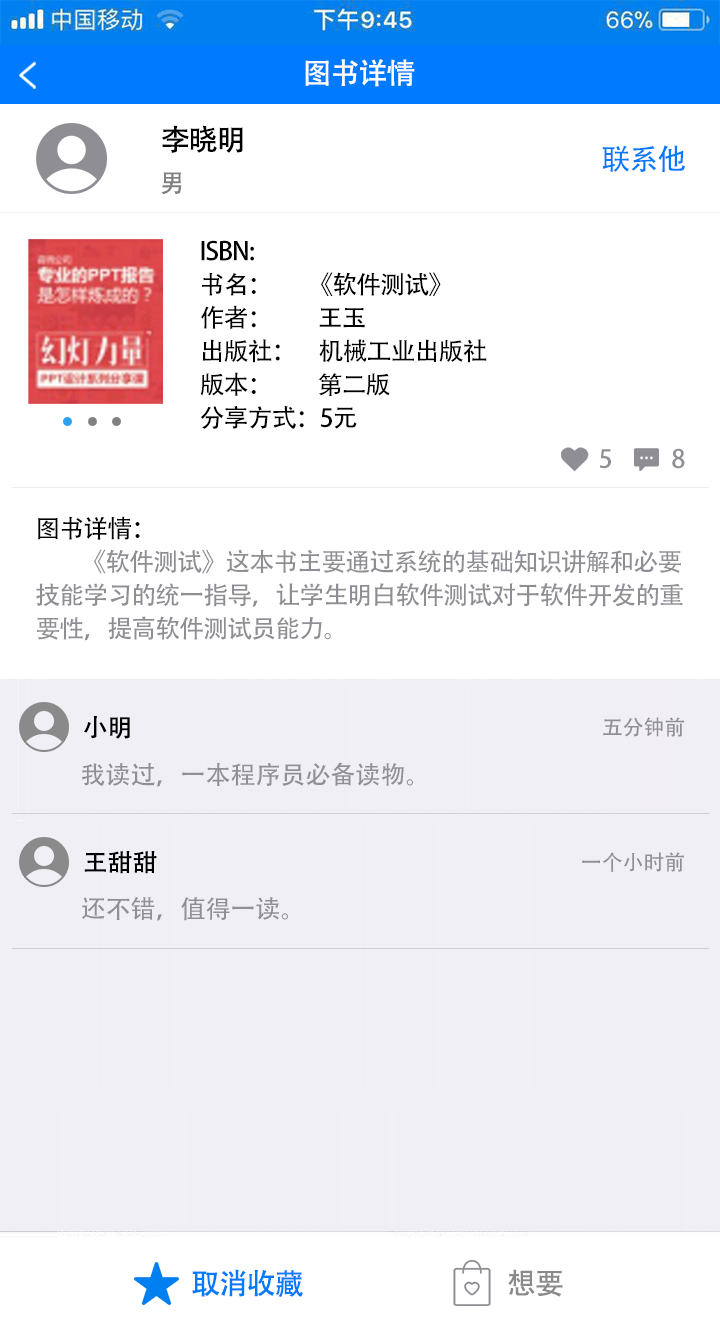 中国移动 下午9:45 66%
图书详情
李晓明
男
联系他
咨询公司
专业的PPT报告
是怎样炼成的？
幻灯力量
PPT设计系列分享课
ISBN:
书名： 《软件测试》
作者： 王玉
出版社： 机械工业出版社
版本： 第二版
分享方式： 5元
5 8
图书详情：
《软件测试》这本书主要通过系统的基础知识讲解和必要
技能学习的统一指导，让学生明白软件测试对于软件开发的重
要性，提高软件测试员能力。
小明 五分钟前
我读过，一本程序员必备读物。
王甜甜 一个小时前
还不错，值得一读。
取消收藏 想要